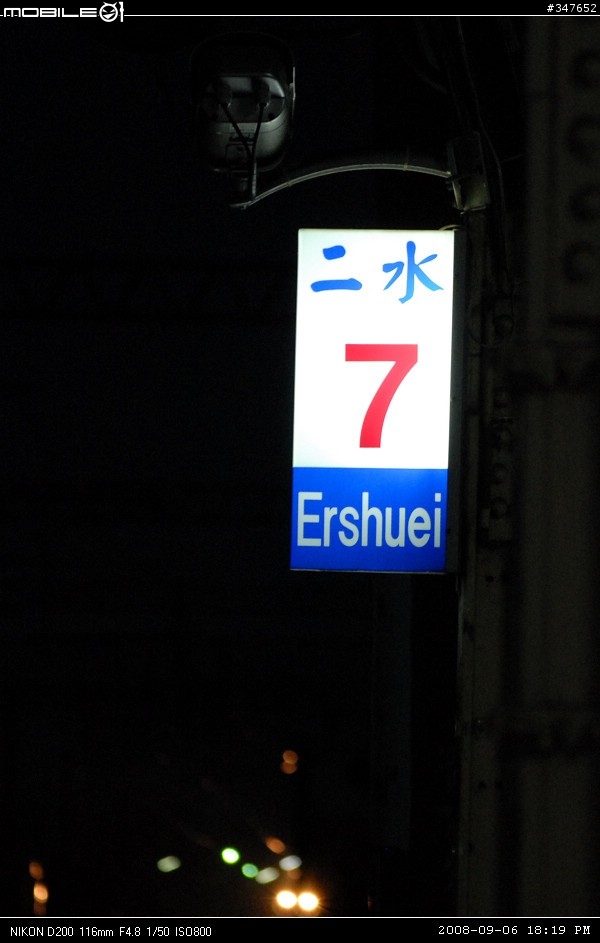 MOBILE01 #347652
二水
7
Ershuei
NIKON D200 116mm F4.8 1/50 ISO800 2008-09-06 18:19 PM